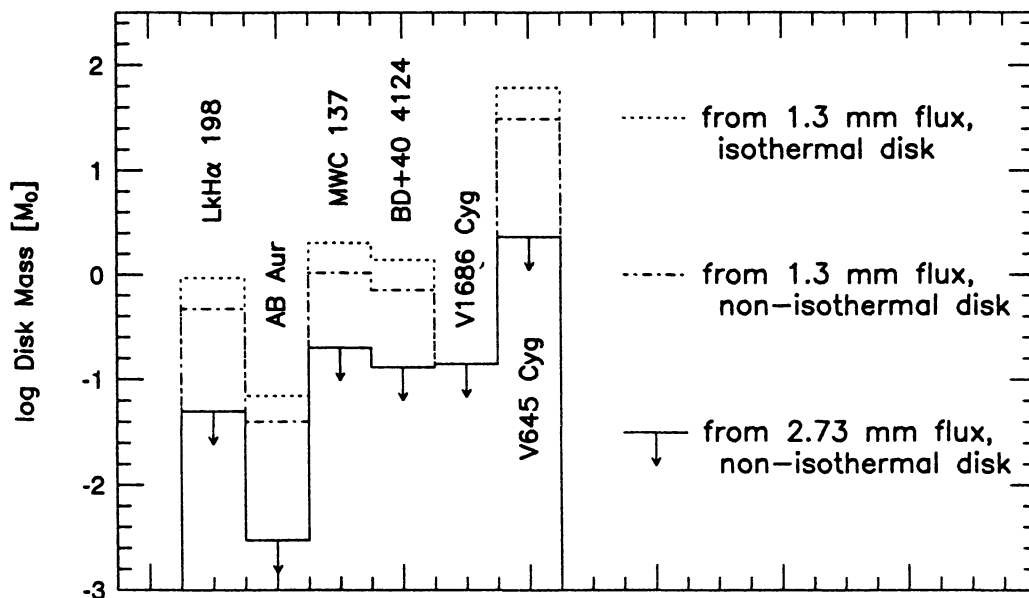 log Disk Mass [M⊙]
2
1
0
-1
-2
-3
LkHα 198
AB Aur
MWC 137
BD+40 4124
V1686 Cyg
V645 Cyg
from 1.3 mm flux,
isothermal disk
from 1.3 mm flux,
non-isothermal disk
from 2.73 mm flux,
non-isothermal disk